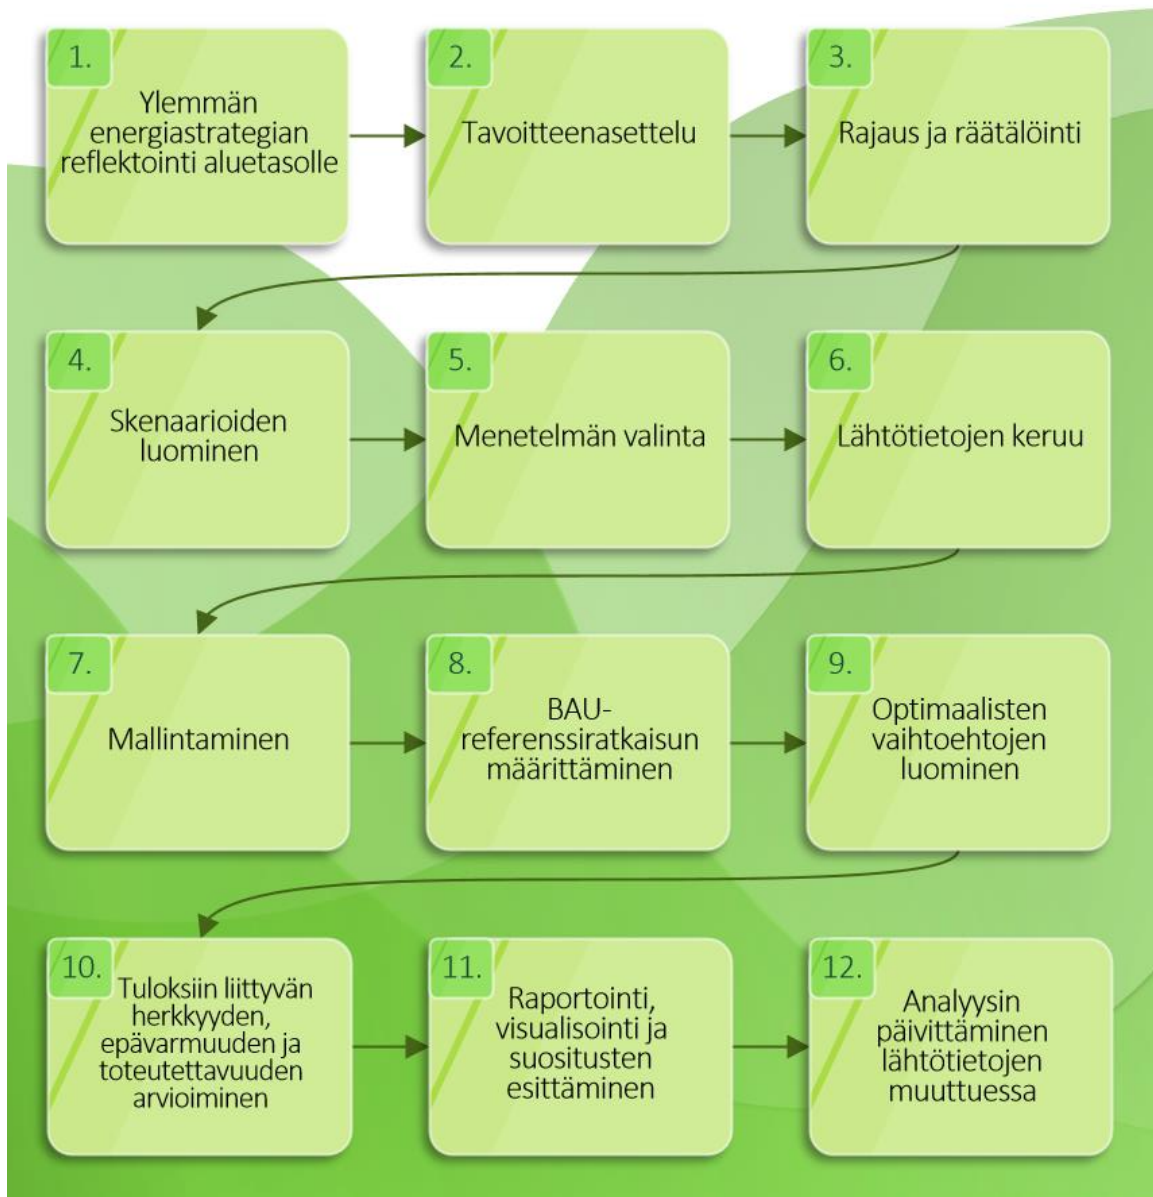 1.
Ylemmän
energiastrategian
reflektointi aluetasolle
2.
Tavoitteenasettelu
3.
Rajaus ja räätälöinti
4.
Skenaarioiden
luominen
5.
Menetelmän valinta
6.
Lähtötietojen keruu
7.
Mallintaminen
8.
BAU-
referenssiratkaisun
määrittäminen
9.
Optimaalisten
vaihtoehtojen
luominen
10.
Tuloksiin liittyvän
herkkyyden,
epävarmuuden ja
toteutettavuuden
arvioiminen
11.
Raportointi,
visualisointi ja
suositusten
esittäminen
12.
Analyysin
päivittäminen
lähtötietojen
muuttuessa